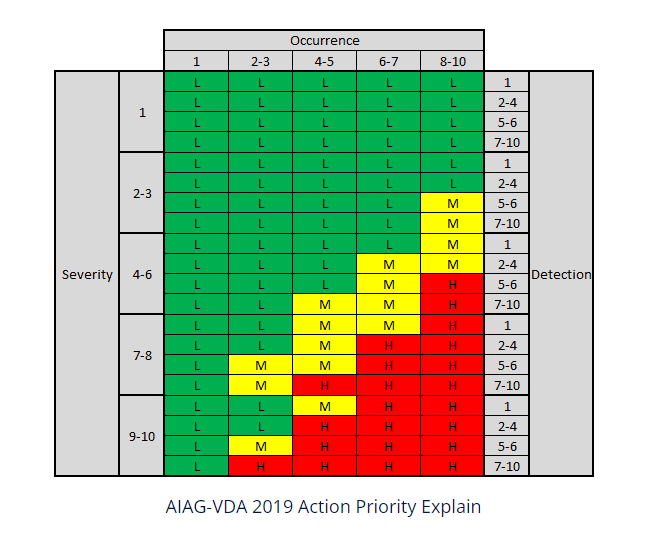 Occurrence
1 2-3 4-5 6-7 8-10
L L L L L 1
L L L L L 2-4
1
L L L L L 5-6
L L L L L 7-10
L L L L L 1
L L L L L 2-4
2-3
L L L L M 5-6
L L L L M 7-10
L L L L M 1
L L L M M 2-4
Severity 4-6 Detection
L L L M H 5-6
L L M M H 7-10
L L M M H 1
L L M H H 2-4
7-8
L M M H H 5-6
L M H H H 7-10
L L M H H 1
L L H H H 2-4
9-10
L M H H H 5-6
L H H H H 7-10
AIAG-VDA 2019 Action Priority Explain